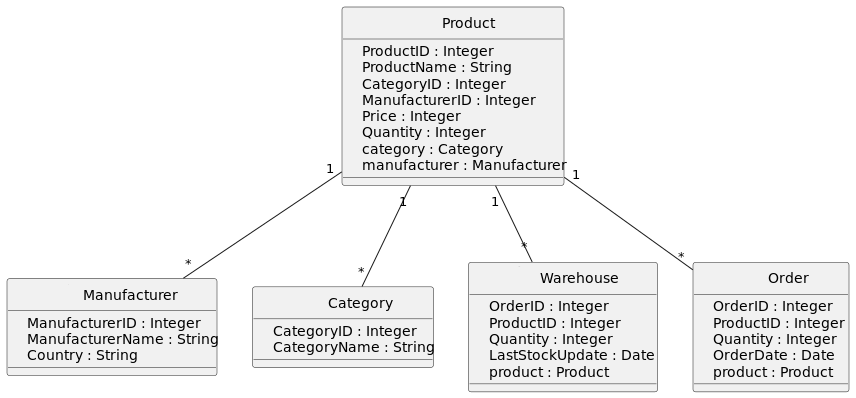 Product
ProductID : Integer
ProductName : String
CategoryID : Integer
ManufacturerID : Integer
Price : Integer
Quantity : Integer
category : Category
manufacturer : Manufacturer
1
1
1
1
*
*
*
*
Manufacturer
ManufacturerID : Integer
ManufacturerName : String
Country : String
Category
CategoryID : Integer
CategoryName : String
Warehouse
OrderID : Integer
ProductID : Integer
Quantity : Integer
LastStockUpdate : Date
product : Product
Order
OrderID : Integer
ProductID : Integer
Quantity : Integer
OrderDate : Date
product : Product